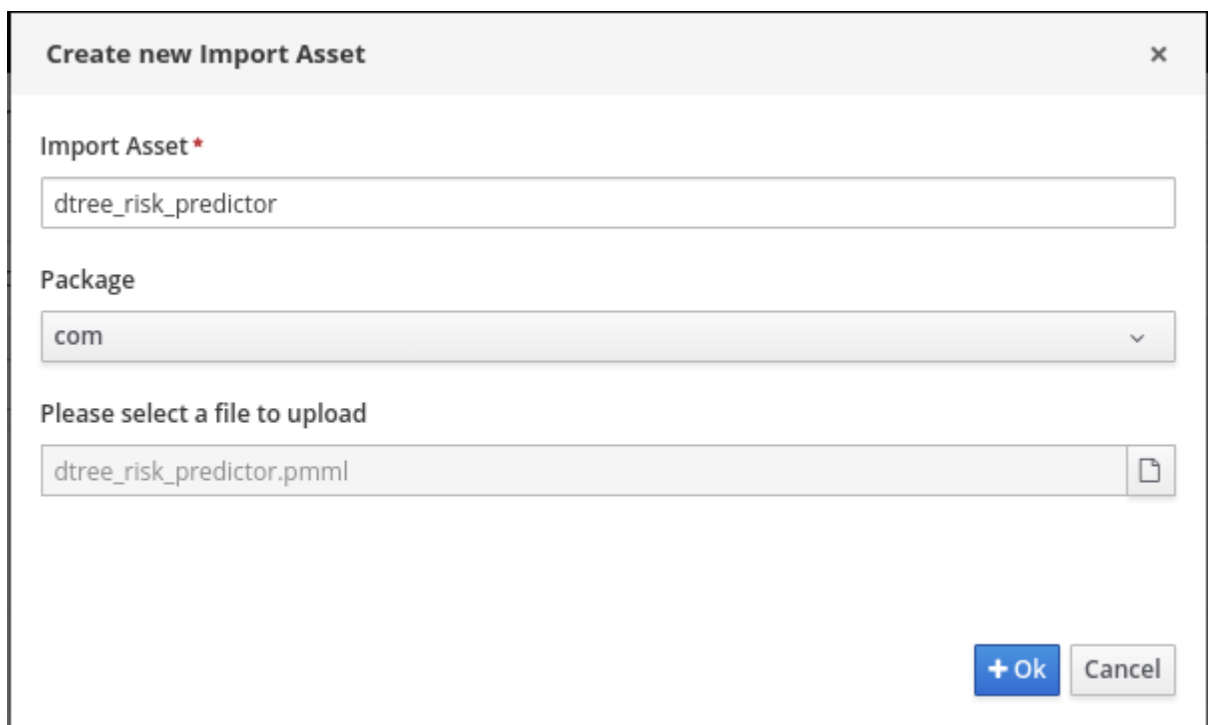 Create new Import Asset
Import Asset*
dtree_risk_predictor
Package
com
Please select a file to upload
dtree_risk_predictor.pmml
+ Ok Cancel